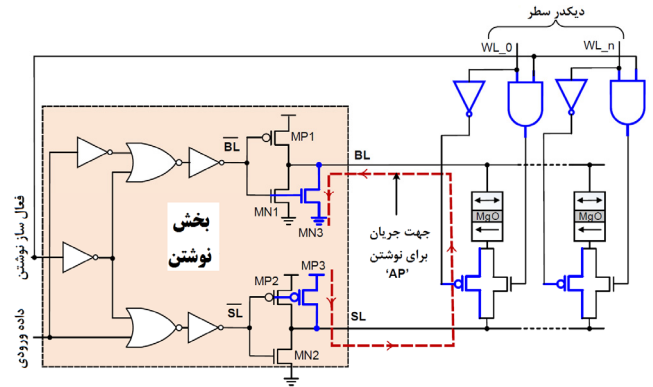 دیکدر سطر
WL_0
WL_n
BL
MP1
BL
MN1
MN3
MgO
MgO
بخش
نوشتن
جهت جریان
برای نوشتن
‘AP’
MP2
MP3
SL
SL
MN2
فعال ساز نوشتن
داده ورودی